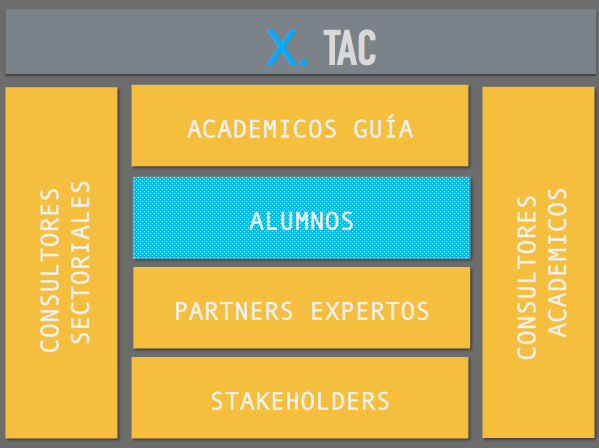 X. TAC
CONSULTORES
SECTORIALES
ACADEMICOS GUÍA
ALUMNOS
PARTNERS EXPERTOS
STAKEHOLDERS
CONSULTORES
ACADEMICOS